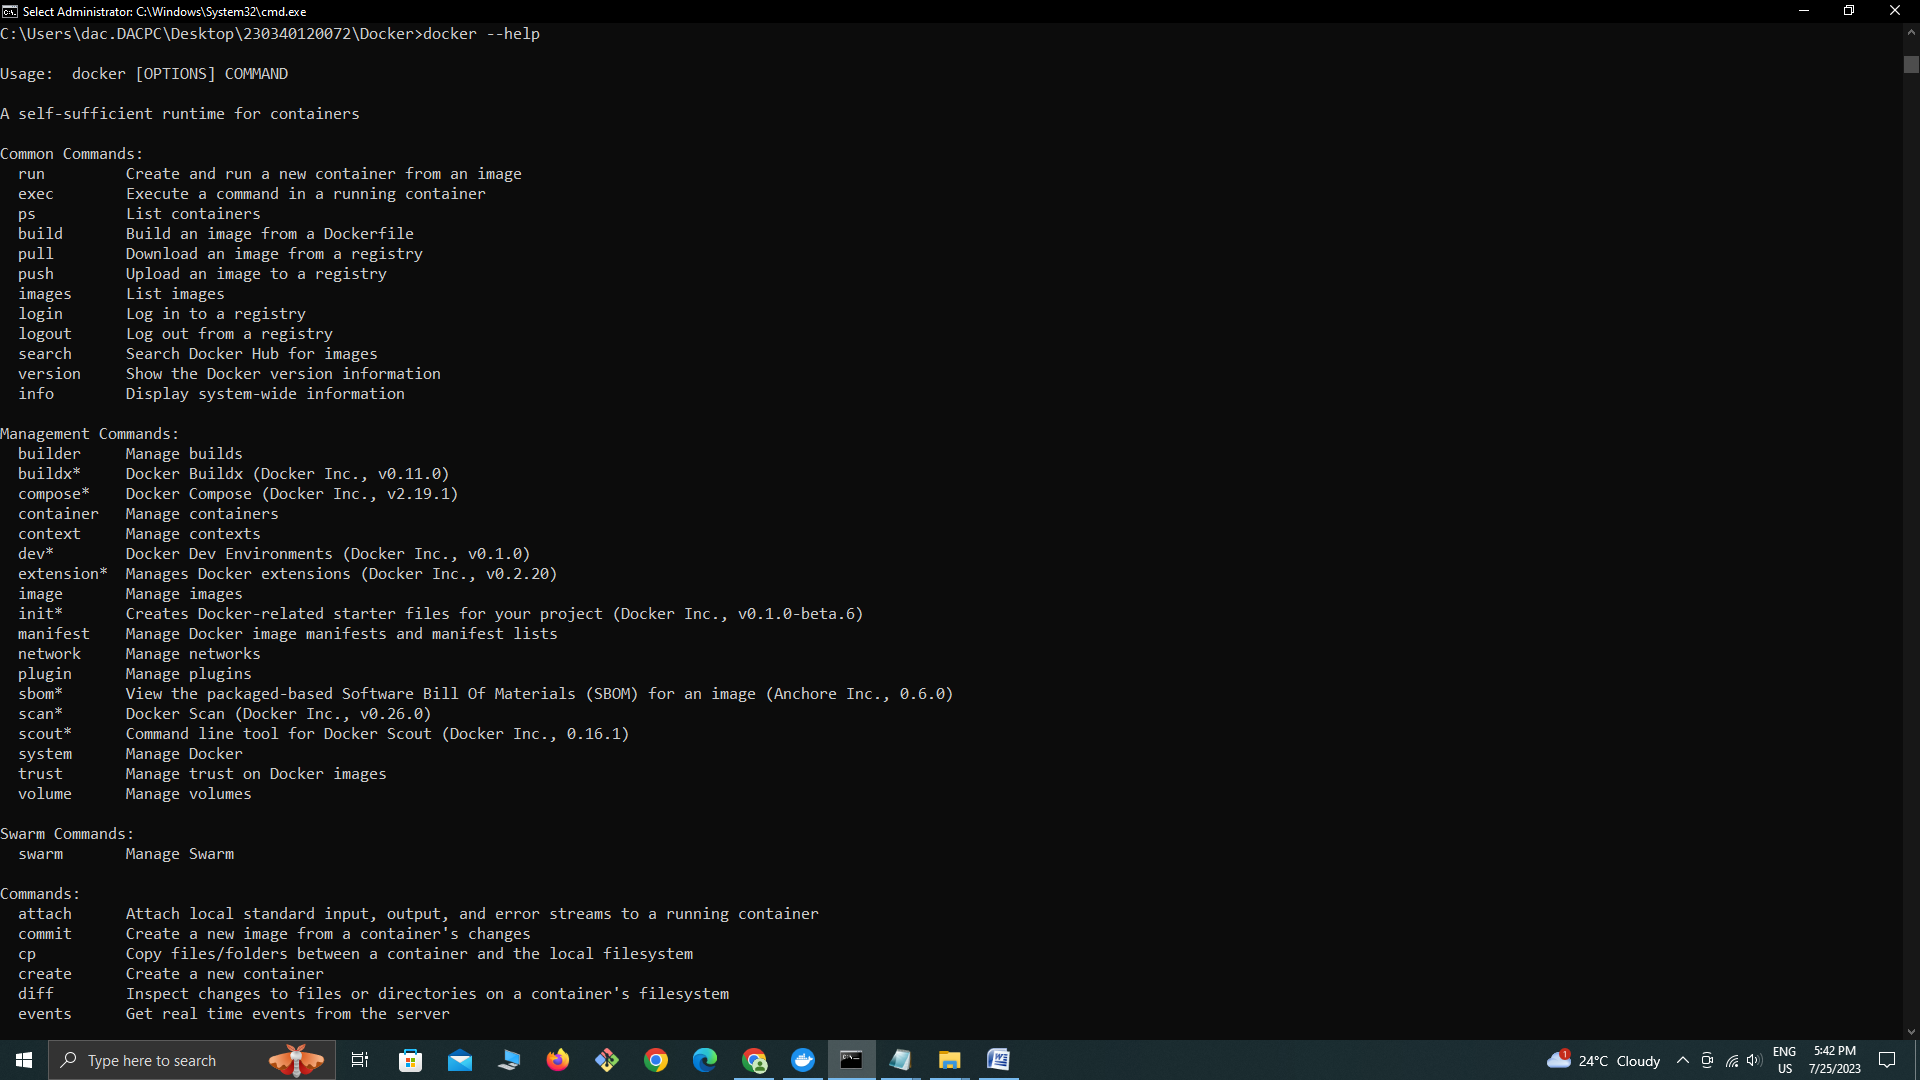 Select Administrator: C:\Windows\System32\cmd.exe
C:\Users\dac.DACPC\Desktop\230340120072\Docker>docker --help
Usage:  docker [OPTIONS] COMMAND
A self-sufficient runtime for containers
Common Commands:
  run         Create and run a new container from an image
  exec        Execute a command in a running container
  ps          List containers
  build       Build an image from a Dockerfile
  pull        Download an image from a registry
  push        Upload an image to a registry
  images      List images
  login       Log in to a registry
  logout      Log out from a registry
  search      Search Docker Hub for images
  version     Show the Docker version information
  info        Display system-wide information
Management Commands:
  builder     Manage builds
  buildx*     Docker Buildx (Docker Inc., v0.11.0)
  compose*    Docker Compose (Docker Inc., v2.19.1)
  container   Manage containers
  context     Manage contexts
  dev*        Docker Dev Environments (Docker Inc., v0.1.0)
  extension*  Manages Docker extensions (Docker Inc., v0.2.20)
  image       Manage images
  init*       Creates Docker-related starter files for your project (Docker Inc., v0.1.0-beta.6)
  manifest    Manage Docker image manifests and manifest lists
  network     Manage networks
  plugin      Manage plugins
  sbom*       View the packaged-based Software Bill Of Materials (SBOM) for an image (Anchore Inc., 0.6.0)
  scan*       Docker Scan (Docker Inc., v0.26.0)
  scout*      Command line tool for Docker Scout (Docker Inc., 0.16.1)
  system      Manage Docker
  trust       Manage trust on Docker images
  volume      Manage volumes
Swarm Commands:
  swarm       Manage Swarm
Commands:
  attach      Attach local standard input, output, and error streams to a running container
  commit      Create a new image from a container's changes
  cp          Copy files/folders between a container and the local filesystem
  create      Create a new container
  diff        Inspect changes to files or directories on a container's filesystem
  events      Get real time events from the server
Type here to search
1
24°C Cloudy
ENG
US
5:42 PM
7/25/2023